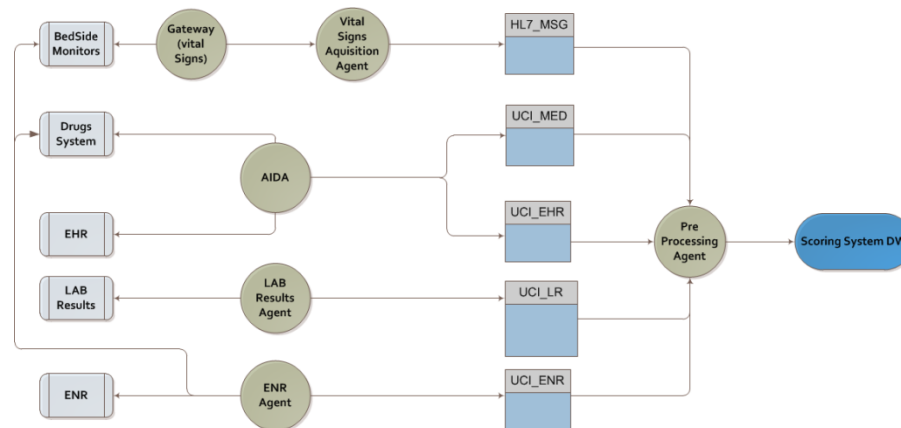 BedSide
Monitors
Gateway
(vital
Signs)
Vital
Signs
Aquisition
Agent
HL7_MSG
Drugs
System
UCI_MED
AIDA
UCI_EHR
EHR
Pre
Processing
Agent
Scoring System DW
LAB
Results
LAB
Results
Agent
UCI_LR
ENR
ENR
Agent
UCI_ENR